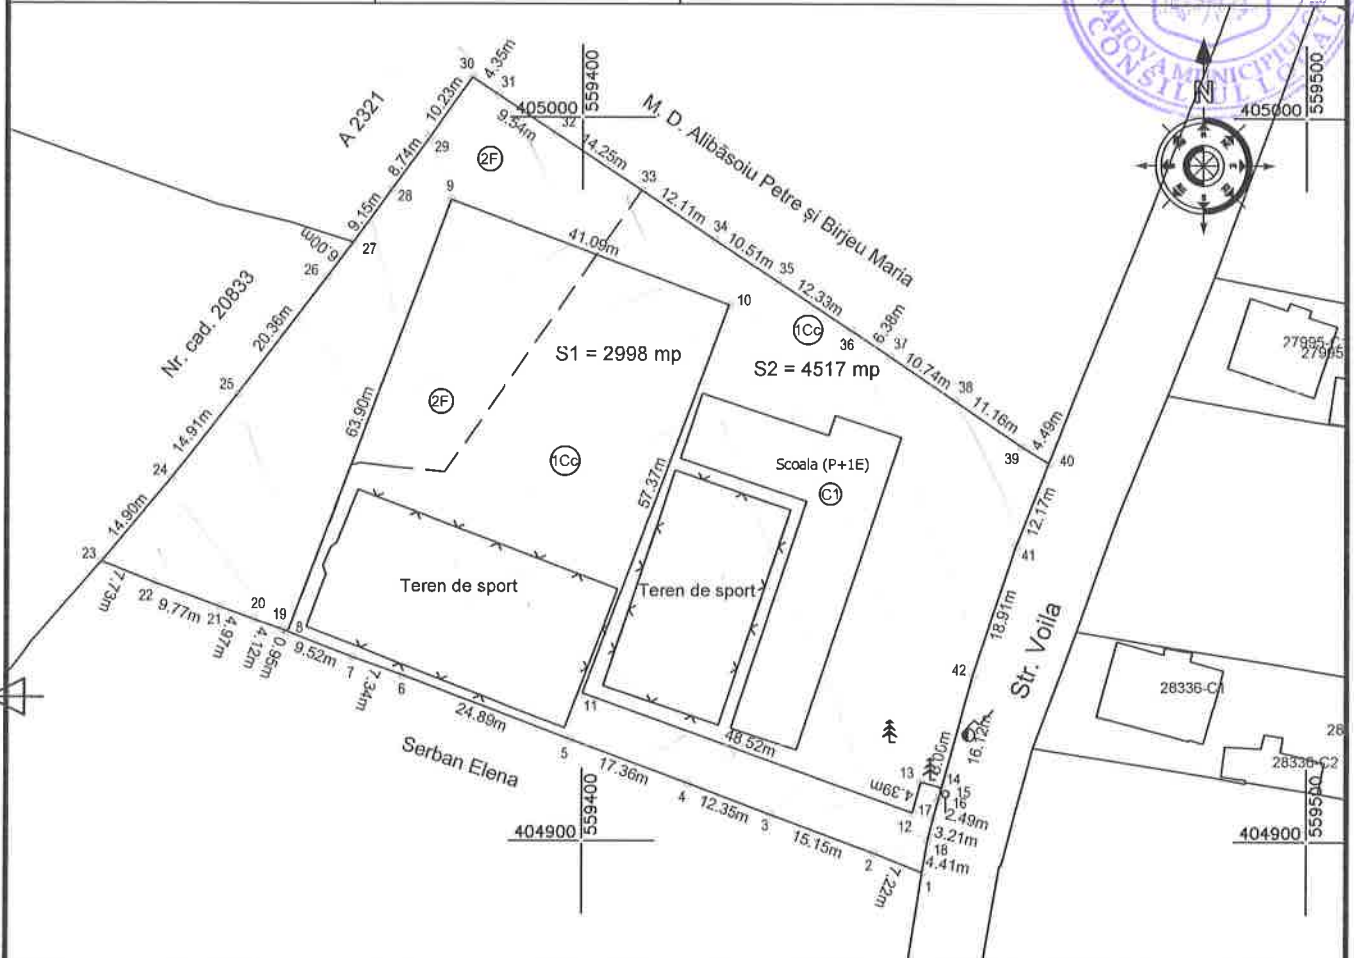 PRAHOVA MUNICIPIUL
CONSILIUL LOCAL
N
405000
559400
405000
559500
30
4.35m
31
9.54m
32
14.25m
33
10.23m
A 2321
29
2F
8.74m
28
9.15m
9
M. D. Alibăsoiu Petre și Birjeu Maria
12.11m
34
10.51m
35
12.33m
36
6.38m
37
10.74m
38
11.16m
39
4.49m
40
41.09m
27
6.00m
26
Nr. cad. 20833
20.36m
25
14.91m
24
14.90m
23
10
1Cc
S1 = 2998 mp
S2 = 4517 mp
2F
63.90m
1Cc
57.37m
Scoala (P+1E)
C1
12.17m
41
18.91m
42
Str. Voila
16.12m
27995-C
27995
Teren de sport
Teren de sport
7.73m
22
9.77m
21
4.97m
20
4.12m
19
0.95m
8
9.52m
7
7.34m
6
24.89m
5
17.36m
4
12.35m
3
15.15m
2
7.22m
1
11
48.52m
Serban Elena
13
4.39m
12
14
15
16
17
2.49m
3.21m
18
4.41m
28336-C1
28
28336-C2
404900
559400
404900
559500